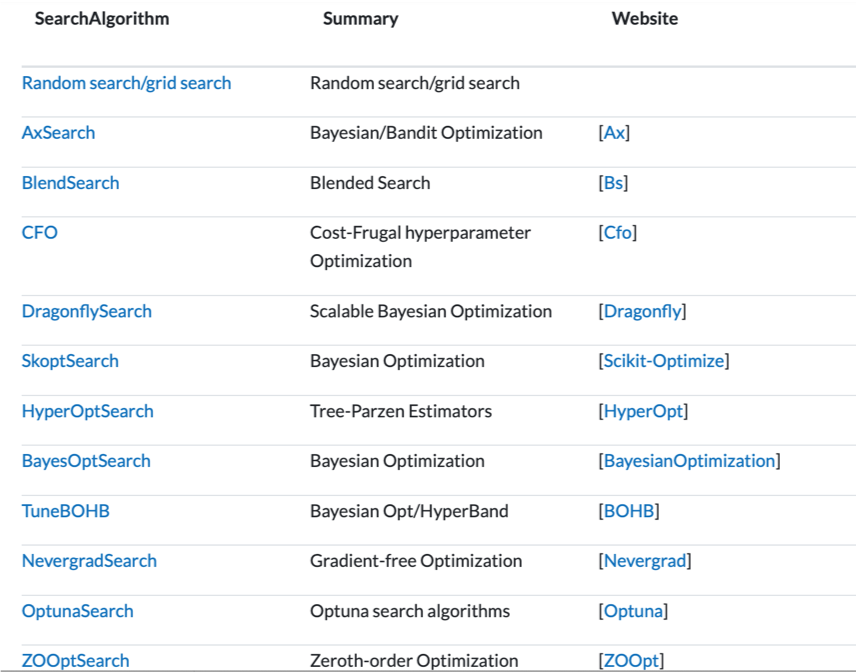 SearchAlgorithm Summary Website
Random search/grid search Random search/grid search
AxSearch Bayesian/Bandit Optimization [Ax]
BlendSearch Blended Search [Bs]
CFO Cost-Frugal hyperparameter [Cfo]
Optimization
DragonflySearch Scalable Bayesian Optimization [Dragonfly]
SkoptSearch Bayesian Optimization [Scikit-Optimize]
HyperOptSearch Tree-Parzen Estimators [HyperOpt]
BayesOptSearch Bayesian Optimization [BayesianOptimization]
TuneBOHB Bayesian Opt/HyperBand [BOHB]
NevergradSearch Gradient-free Optimization [Nevergrad]
OptunaSearch Optuna search algorithms [Optuna]
ZOOptSearch Zeroth-order Optimization [ZOOpt]